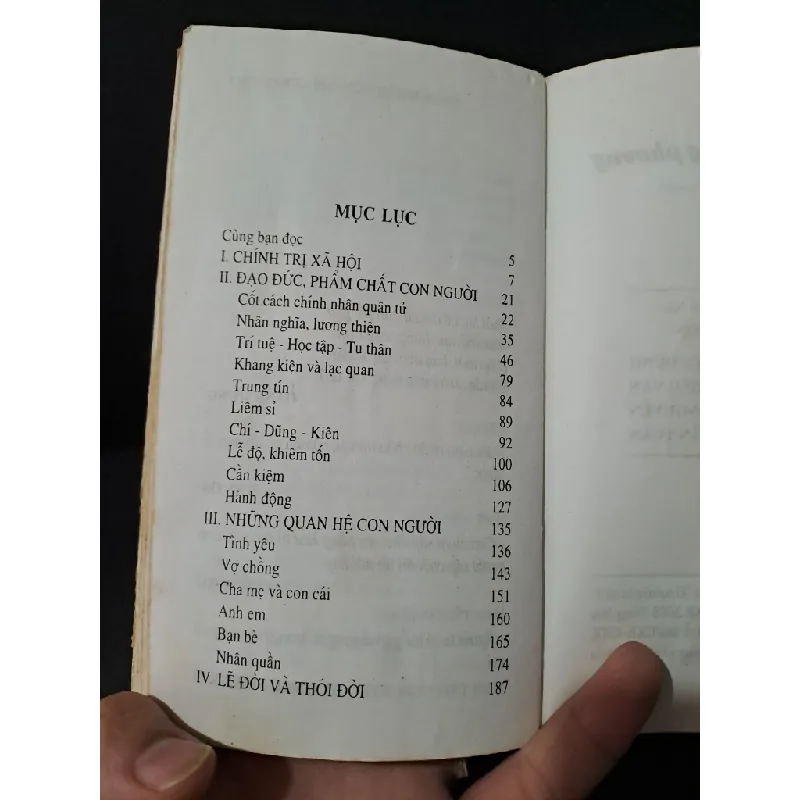 MỤC LỤC
Cùng bạn đọc 5
I. CHÍNH TRỊ XÃ HỘI 7
II. ĐẠO ĐỨC, PHẨM CHẤT CON NGƯỜI 21
Cốt cách chính nhân quân tử 22
Nhân nghĩa, lương thiện 35
Trí tuệ - Học tập - Tu thân 46
Khang kiên và lạc quan 79
Trung tín 84
Liêm sỉ 89
Chí - Dũng - Kiên 92
Lễ độ, khiêm tốn 100
Cần kiệm 106
Hành động 127
III. NHỮNG QUAN HỆ CON NGƯỜI 135
Tình yêu 136
Vợ chồng 143
Cha mẹ và con cái 151
Anh em 160
Bạn bè 165
Nhân quần 174
IV. LẼ ĐỜI VÀ THÓI ĐỜI 187